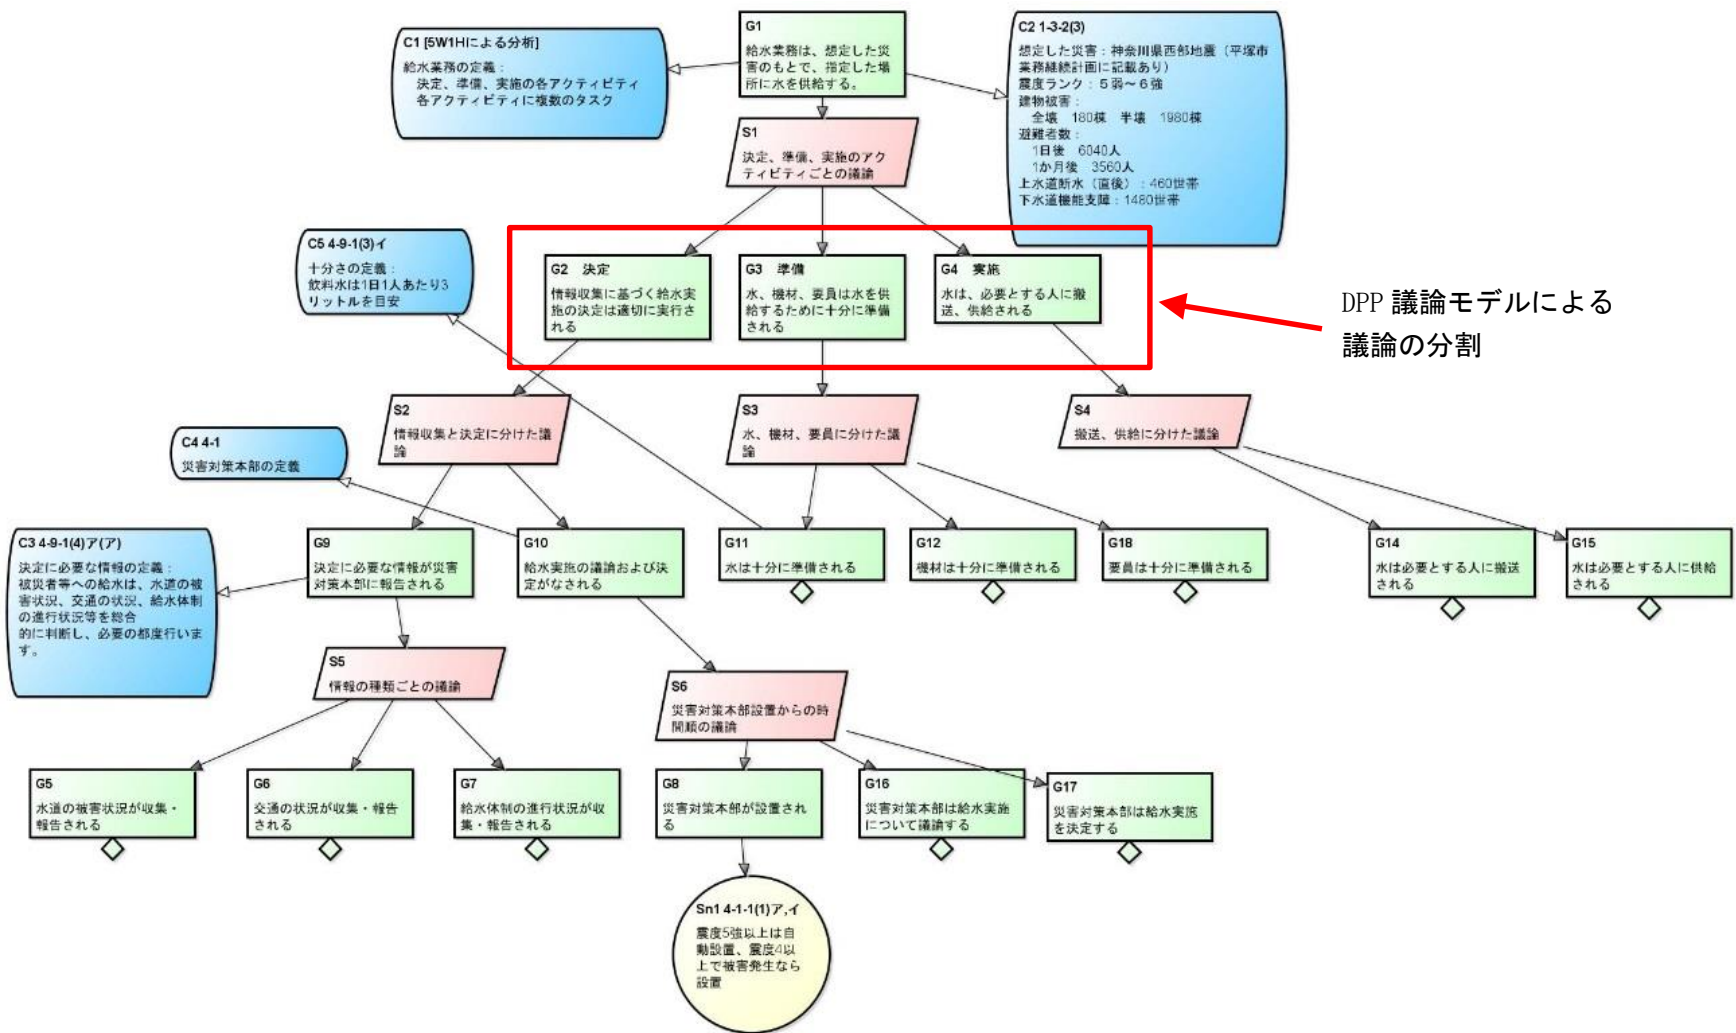 C1 [5W1Hによる分析]
給水業務の定義：
決定、準備、実施の各アクティビティ
各アクティビティに複数のタスク
G1
給水業務は、想定した災
害のもとで、指定した場
所に水を供給する。
C2 1-3-2(3)
想定した災害：神奈川県西部地震（平塚市
業務継続計画に記載あり）
震度ランク：５弱～６強
建物被害：
全壊　180棟　半壊　1980棟
避難者数：
1日後　6040人
1か月後　3560人
上水道断水（直後）：460世帯
下水道機能支障：1480世帯
S1
決定、準備、実施のアク
ティビティごとの議論
C5 4-9-1(3)イ
十分さの定義：
飲料水は1日1人あたり3
リットルを目安
G2　決定
情報収集に基づく給水実
施の決定は適切に実行さ
れる
G3　準備
水、機材、要員は水を供
給するために十分に準備
される
G4　実施
水は、必要とする人に搬
送、供給される
DPP 議論モデルによる
議論の分割
S2
情報収集と決定に分けた議
論
S3
水、機材、要員に分けた議
論
S4
搬送、供給に分けた議論
C4 4-1
災害対策本部の定義
C3 4-9-1(4)ア(ア)
決定に必要な情報の定義：
被災者等への給水は、水道の被
害状況、交通の状況、給水体制
の進行状況等を総合
的に判断し、必要の都度行いま
す。
G9
決定に必要な情報が災害
対策本部に報告される
G10
給水実施の議論および決
定がなされる
G11
水は十分に準備される
G12
機材は十分に準備される
G18
要員は十分に準備される
G14
水は必要とする人に搬送
される
G15
水は必要とする人に供給
される
S5
情報の種類ごとの議論
S6
災害対策本部設置からの時
間順の議論
G5
水道の被害状況が収集・
報告される
G6
交通の状況が収集・報告
される
G7
給水体制の進行状況が収
集・報告される
G8
災害対策本部が設置され
る
G16
災害対策本部は給水実施
について議論する
G17
災害対策本部は給水実施
を決定する
Sn1 4-1-1(1)ア,イ
震度5強以上は自
動設置、震度4以
上で被害発生なら
設置